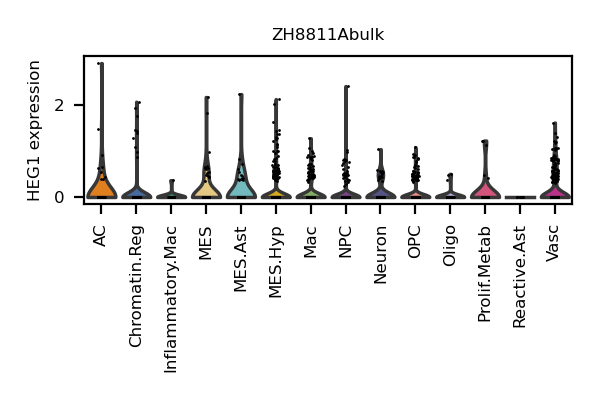 ZH8811Abulk
HEG1 expression
2
0
AC
Chromatin.Reg
Inflammatory.Mac
MES
MES.Ast
MES.Hyp
Mac
NPC
Neuron
OPC
Oligo
Prolif.Metab
Reactive.Ast
Vasc